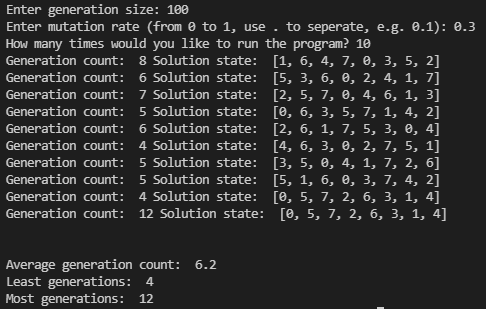 Enter generation size: 100
Enter mutation rate (from 0 to 1, use . to seperate, e.g. 0.1): 0.3
How many times would you like to run the program? 10
Generation count:  8 Solution state:  [1, 6, 4, 7, 0, 3, 5, 2]
Generation count:  6 Solution state:  [5, 3, 6, 0, 2, 4, 1, 7]
Generation count:  7 Solution state:  [2, 5, 7, 0, 4, 6, 1, 3]
Generation count:  5 Solution state:  [0, 6, 3, 5, 7, 1, 4, 2]
Generation count:  6 Solution state:  [2, 6, 1, 7, 5, 3, 0, 4]
Generation count:  4 Solution state:  [4, 6, 3, 0, 2, 7, 5, 1]
Generation count:  5 Solution state:  [3, 5, 0, 4, 1, 7, 2, 6]
Generation count:  5 Solution state:  [5, 1, 6, 0, 3, 7, 4, 2]
Generation count:  4 Solution state:  [0, 5, 7, 2, 6, 3, 1, 4]
Generation count:  12 Solution state:  [0, 5, 7, 2, 6, 3, 1, 4]
Average generation count:  6.2
Least generations:  4
Most generations:  12